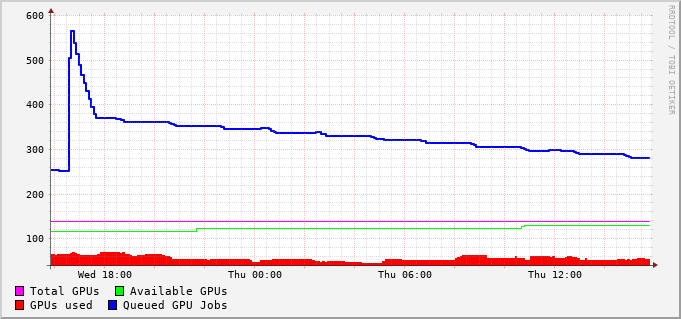 600
500
400
300
200
100
Wed 18:00 Thu 00:00 Thu 06:00 Thu 12:00
Total GPUs Available GPUs
GPUs used Queued GPU Jobs
RRDTOOL / TOBI OETIKER